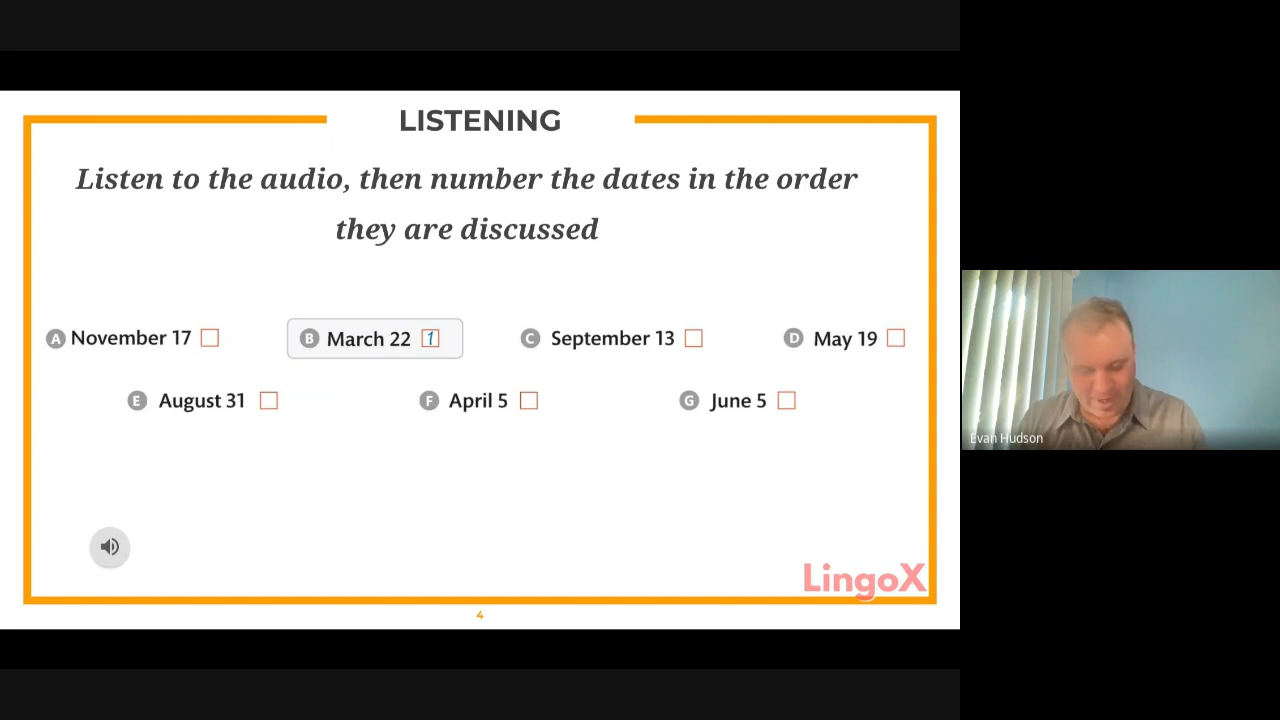 LISTENING
Listen to the audio, then number the dates in the order
they are discussed
A November 17
B March 22 1
C September 13
D May 19
E August 31
F April 5
G June 5
LingoX
4
Evan Hudson